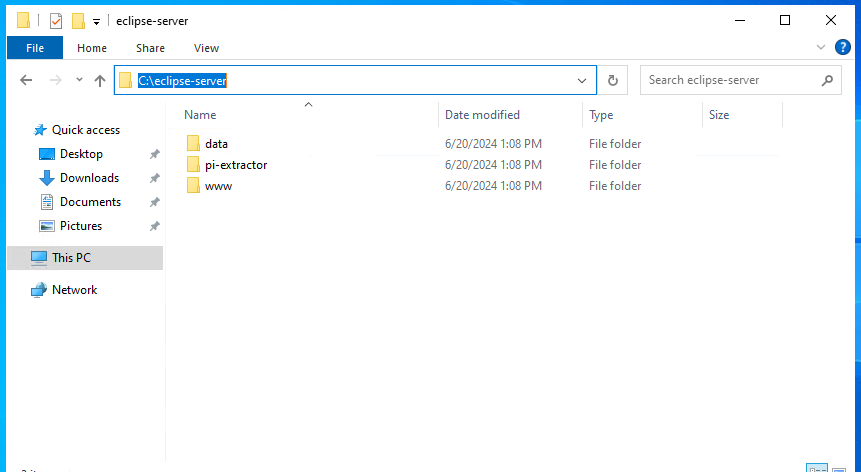 eclipse-server
File Home Share View
C:\eclipse-server
Search eclipse-server
Name Date modified Type Size
Quick access
Desktop
Downloads
Documents
Pictures
This PC
Network
data 6/20/2024 1:08 PM File folder
pi-extractor 6/20/2024 1:08 PM File folder
www 6/20/2024 1:08 PM File folder